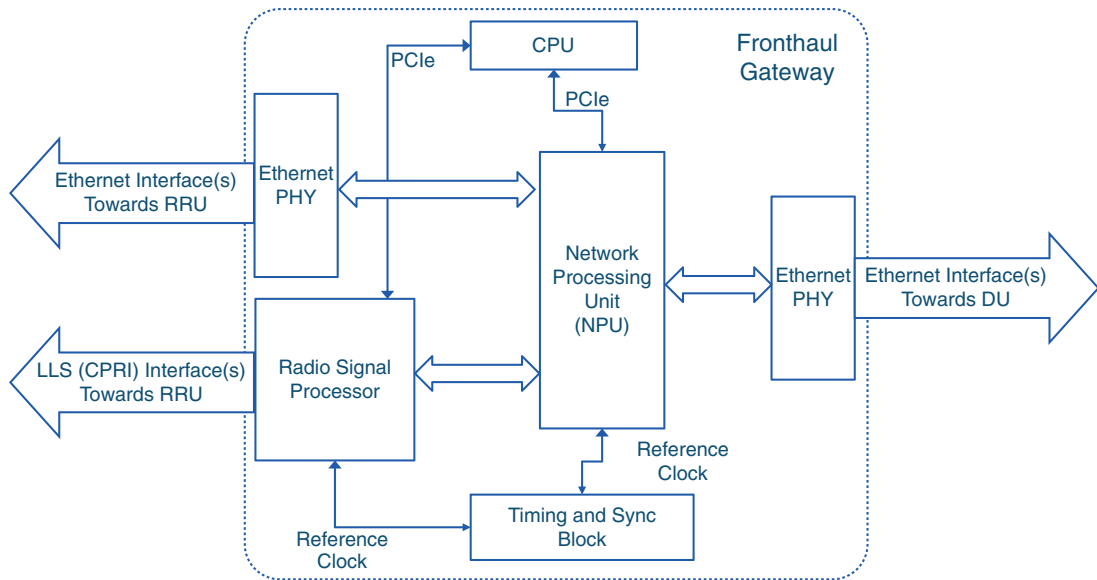 CPU
Fronthaul
Gateway
PCIe
PCIe
Ethernet
PHY
Ethernet Interface(s)
Towards RRU
Network
Processing
Unit
(NPU)
Ethernet
PHY
Ethernet Interface(s)
Towards DU
LLS (CPRI) Interface(s)
Towards RRU
Radio Signal
Processor
Reference
Clock
Timing and Sync
Block
Reference
Clock